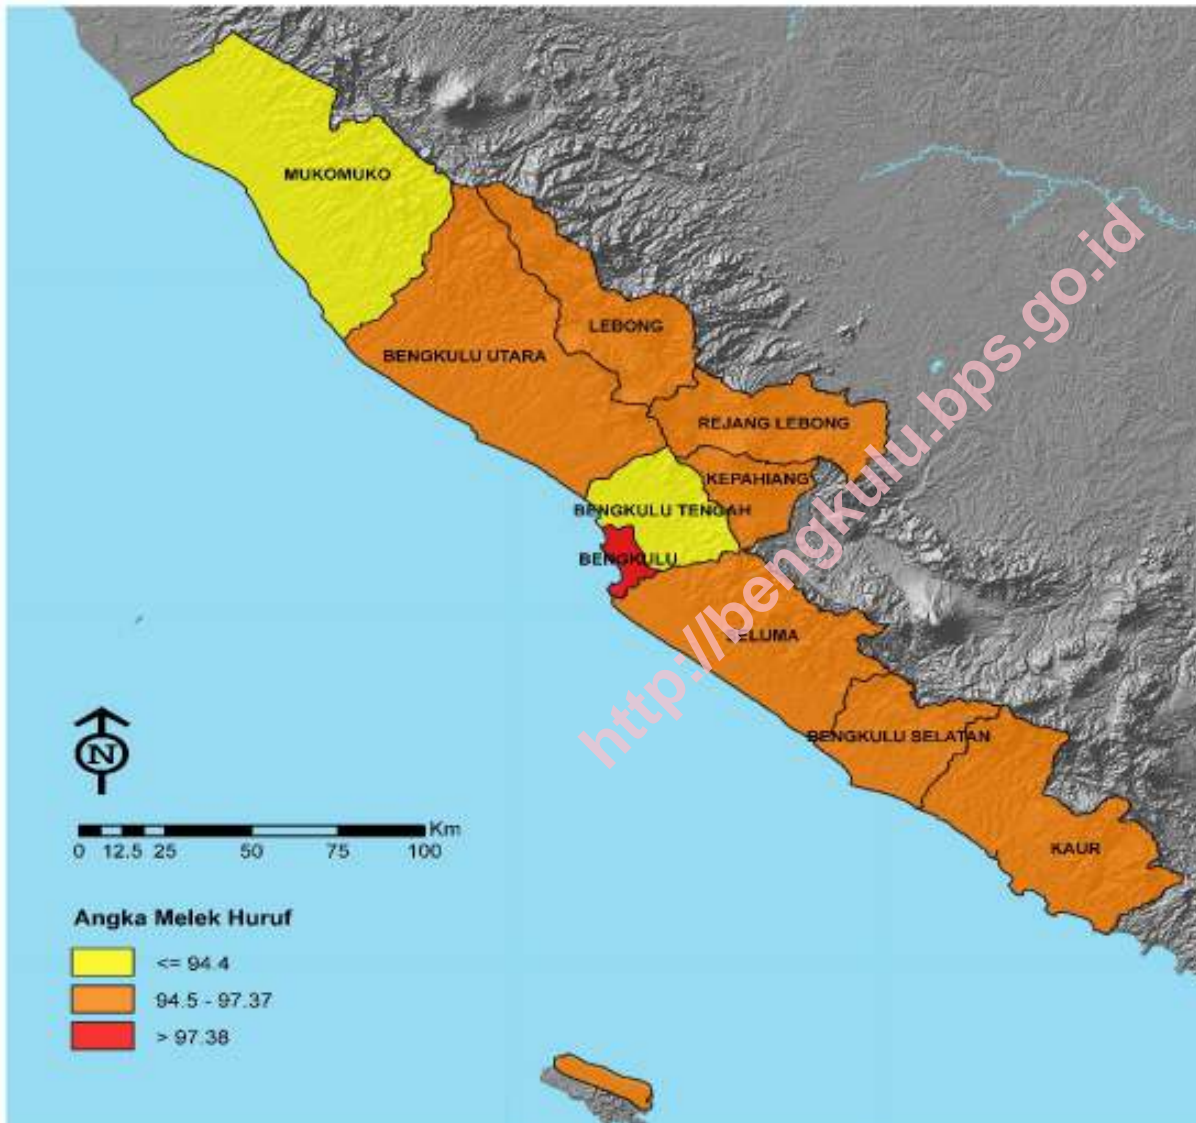 MUKOMUKO
LEBONG
BENGKULU UTARA
REJANG LEBONG
KEPAHIANG
BENGKULU TENGAH
BENGKULU
SELUMA
BENGKULU SELATAN
KAUR
http://bengkulu.bps.go.id
N
Km
0 12.5 25 50 75 100
Angka Melek Huruf
<= 94.4
94.5 - 97.37
> 97.38